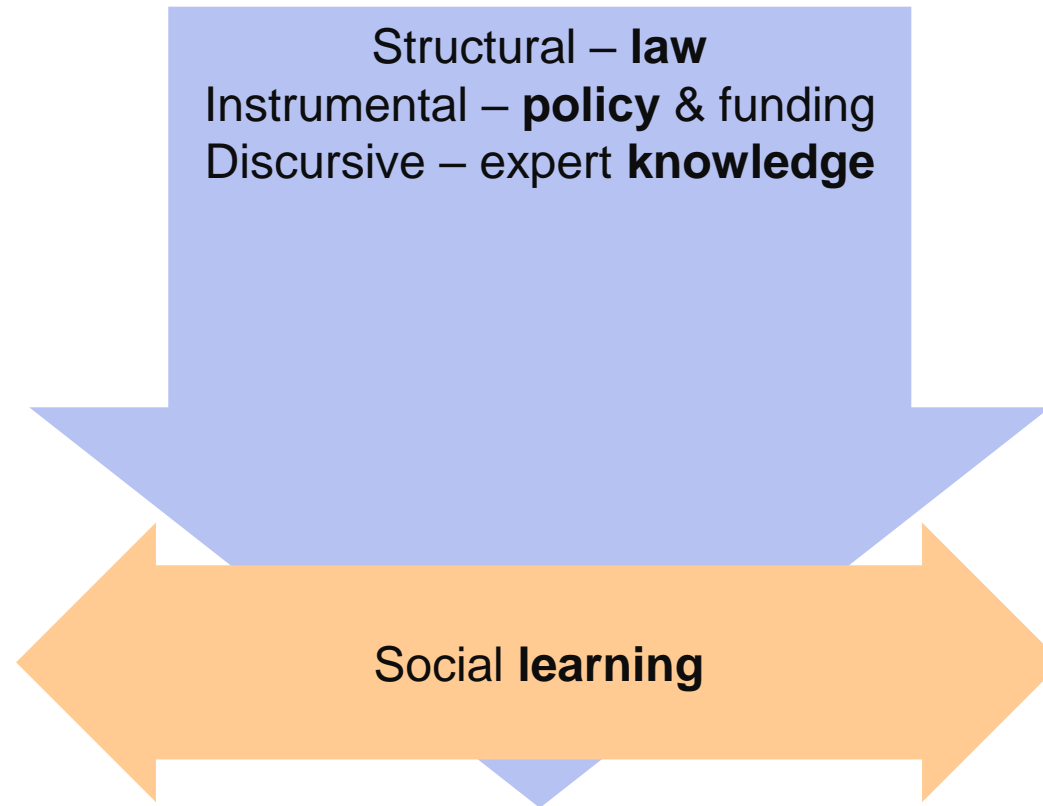 Structural – law
Instrumental – policy & funding
Discursive – expert knowledge
Social learning